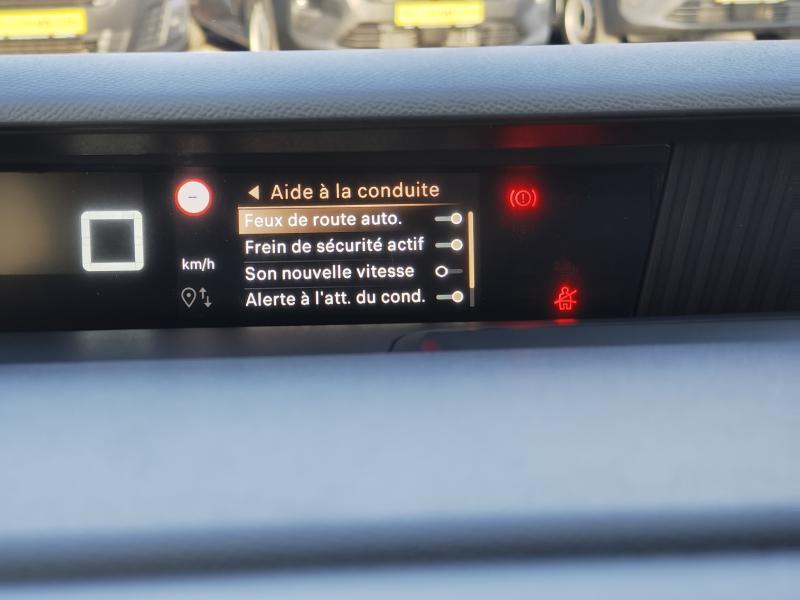 Aide à la conduite
Feux de route auto.
Frein de sécurité actif
km/h
Son nouvelle vitesse
Alerte à l'att. du cond.